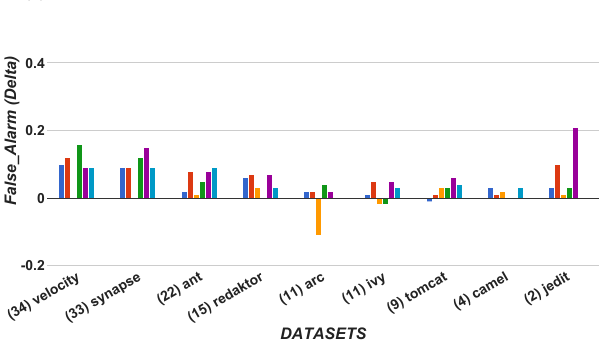 False_Alarm (Delta)
0.4
0.2
0
-0.2
(34) velocity
(33) synapse
(22) ant
(15) redaktor
(11) arc
(11) ivy
(9) tomcat
(4) camel
(2) jedit
DATASETS